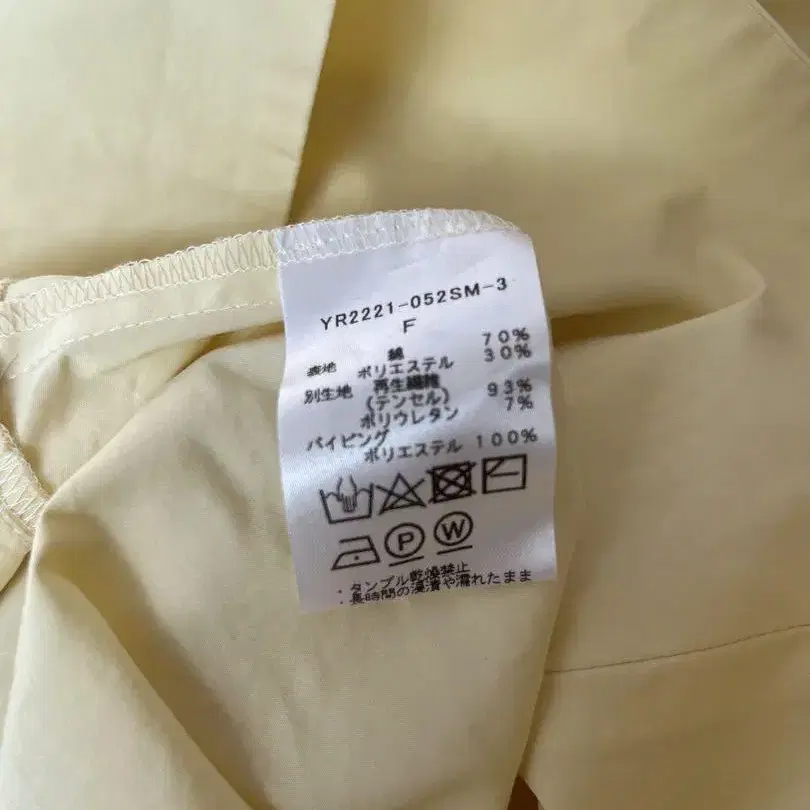 YR2221-052SM-3
F
表地 綿 70%
ポリエステル 30%
別生地 再生繊維 93%
(テンセル)
ポリウレタン 7%
パイピング
ポリエステル 100%
P W
・タンブル乾燥禁止
・長時間の浸漬や濡れたまま